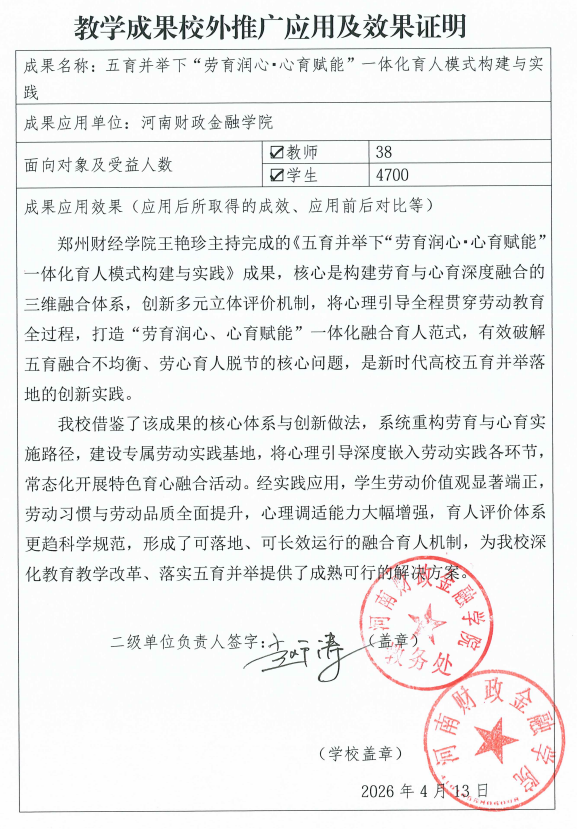 教学成果校外推广应用及效果证明
成果名称：五育并举下“劳育润心·心育赋能”一体化育人模式构建与实
践
成果应用单位：河南财政金融学院
面向对象及受益人数
☑教师
38
☑学生
4700
成果应用效果（应用后所取得的成效、应用前后对比等）
郑州财经学院王艳珍主持完成的《五育并举下“劳育润心·心育赋能”
一体化育人模式构建与实践》成果，核心是构建劳育与心育深度融合的
三维融合体系，创新多元立体评价机制，将心理引导全程贯穿劳动教育
全过程，打造“劳育润心、心育赋能”一体化融合育人范式，有效破解
五育融合不均衡、劳心育人脱节的核心问题，是新时代高校五育并举落
地的创新实践。
我校借鉴了该成果的核心体系与创新做法，系统重构劳育与心育实
施路径，建设专属劳动实践基地，将心理引导深度嵌入劳动实践各环节，
常态化开展特色育心融合活动。经实践应用，学生劳动价值观显著端正，
劳动习惯与劳动品质全面提升，心理调适能力大幅增强，育人评价体系
更趋科学规范，形成了可落地、可长效运行的融合育人机制，为我校深
化教育教学改革、落实五育并举提供了成熟可行的解决方案。
二级单位负责人签字：
（盖章）
河南财政金融学院
教务处
河南财政金融学院
（学校盖章）
2026 年 4 月 13 日